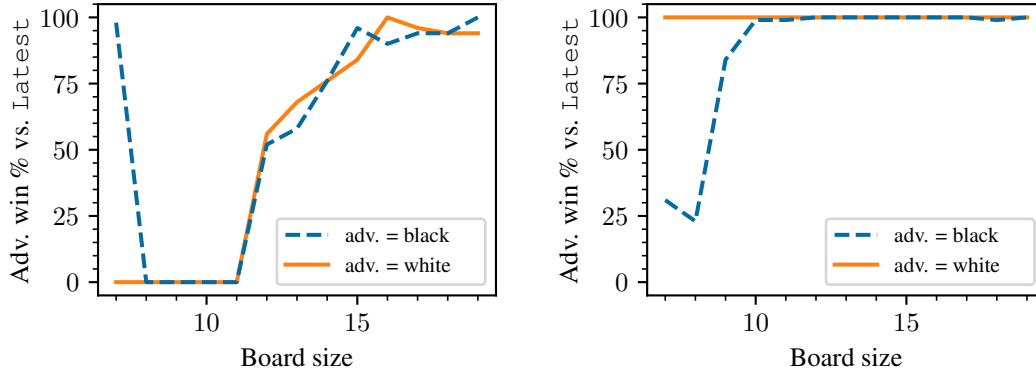 Adv. win % vs. Latest
100
75
50
25
0
10
15
Board size
adv. = black
adv. = white
Adv. win % vs. Latest
100
75
50
25
0
10
15
Board size
adv. = black
adv. = white